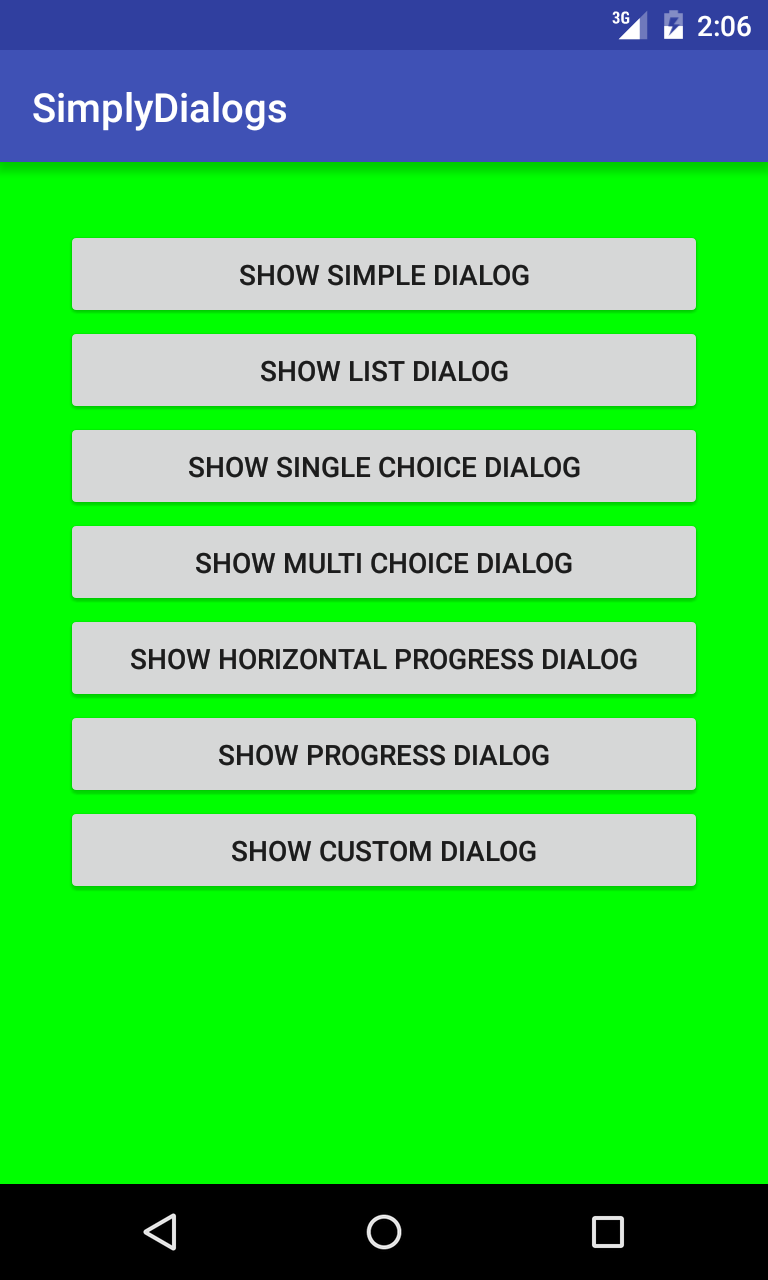 3G 2:06
SimplyDialogs
SHOW SIMPLE DIALOG
SHOW LIST DIALOG
SHOW SINGLE CHOICE DIALOG
SHOW MULTI CHOICE DIALOG
SHOW HORIZONTAL PROGRESS DIALOG
SHOW PROGRESS DIALOG
SHOW CUSTOM DIALOG